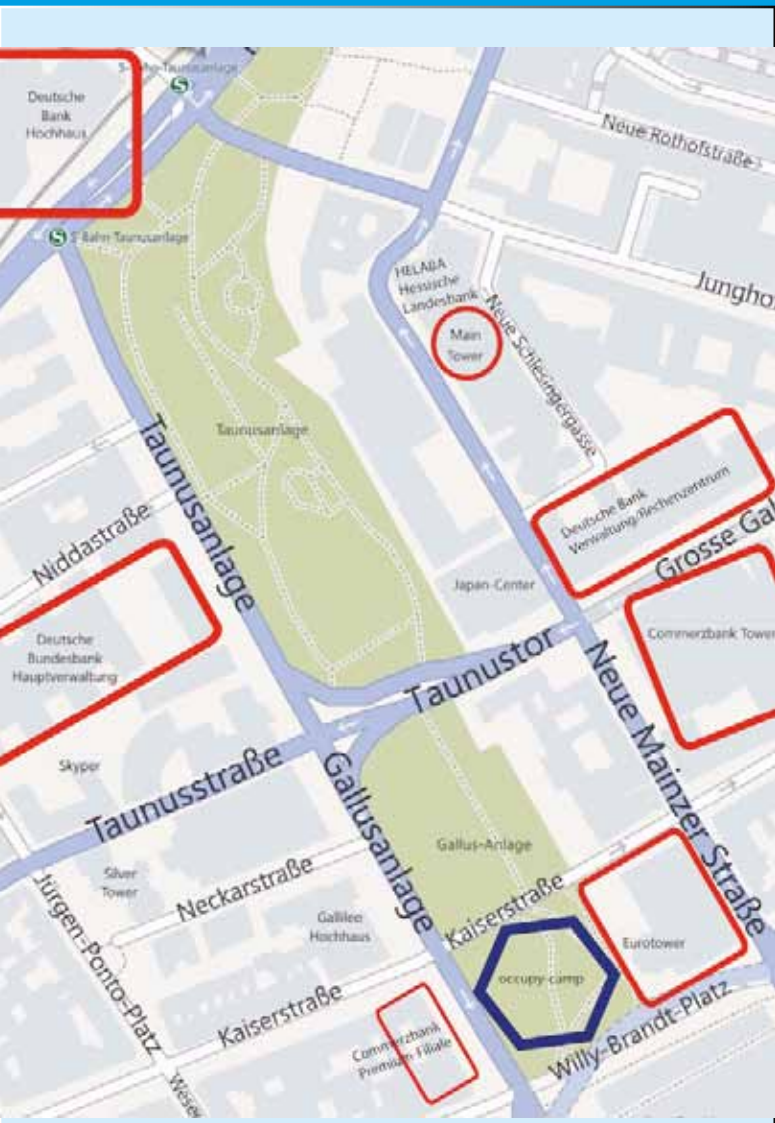 S-Bahn-Taunusanlage
Deutsche
Bank
Hochhaus
Neue Rothofstraße
S-Bahn Taunusanlage
HELABA
Hessische
Landesbank
Main
Tower
Neue Schlesingergasse
Jungho
Taunusanlage
Taunusanlage
Niddastraße
Deutsche Bank
Verwaltung/Rechenzentrum
Grosse Ga
Japan-Center
Deutsche
Bundesbank
Hauptverwaltung
Commerzbank Tower
Taunustor
Neue Mainzer Straße
Skyper
Taunusstraße
Gallusanlage
Gallus-Anlage
Silver
Tower
Neckarstraße
Jürgen-Ponto-Platz
Gallileo
Hochhaus
Kaiserstraße
Eurotower
occupy-camp
Kaiserstraße
Commerzbank
Premium-Filiale
Willy-Brandt-Platz
Wese